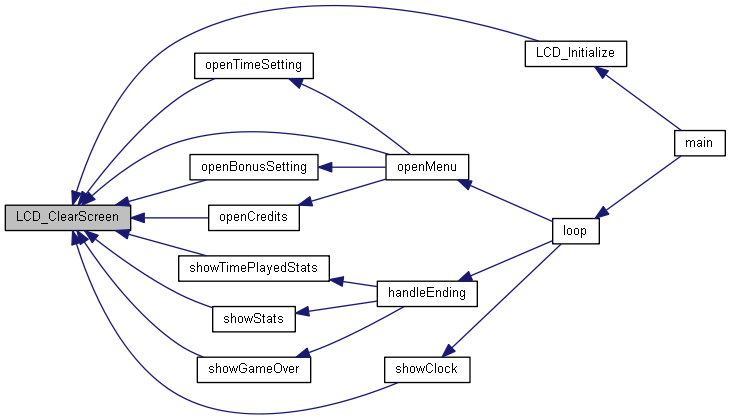 LCD_Initialize
openTimeSetting
main
openBonusSetting
openMenu
LCD_ClearScreen
openCredits
loop
showTimePlayedStats
handleEnding
showStats
showGameOver
showClock